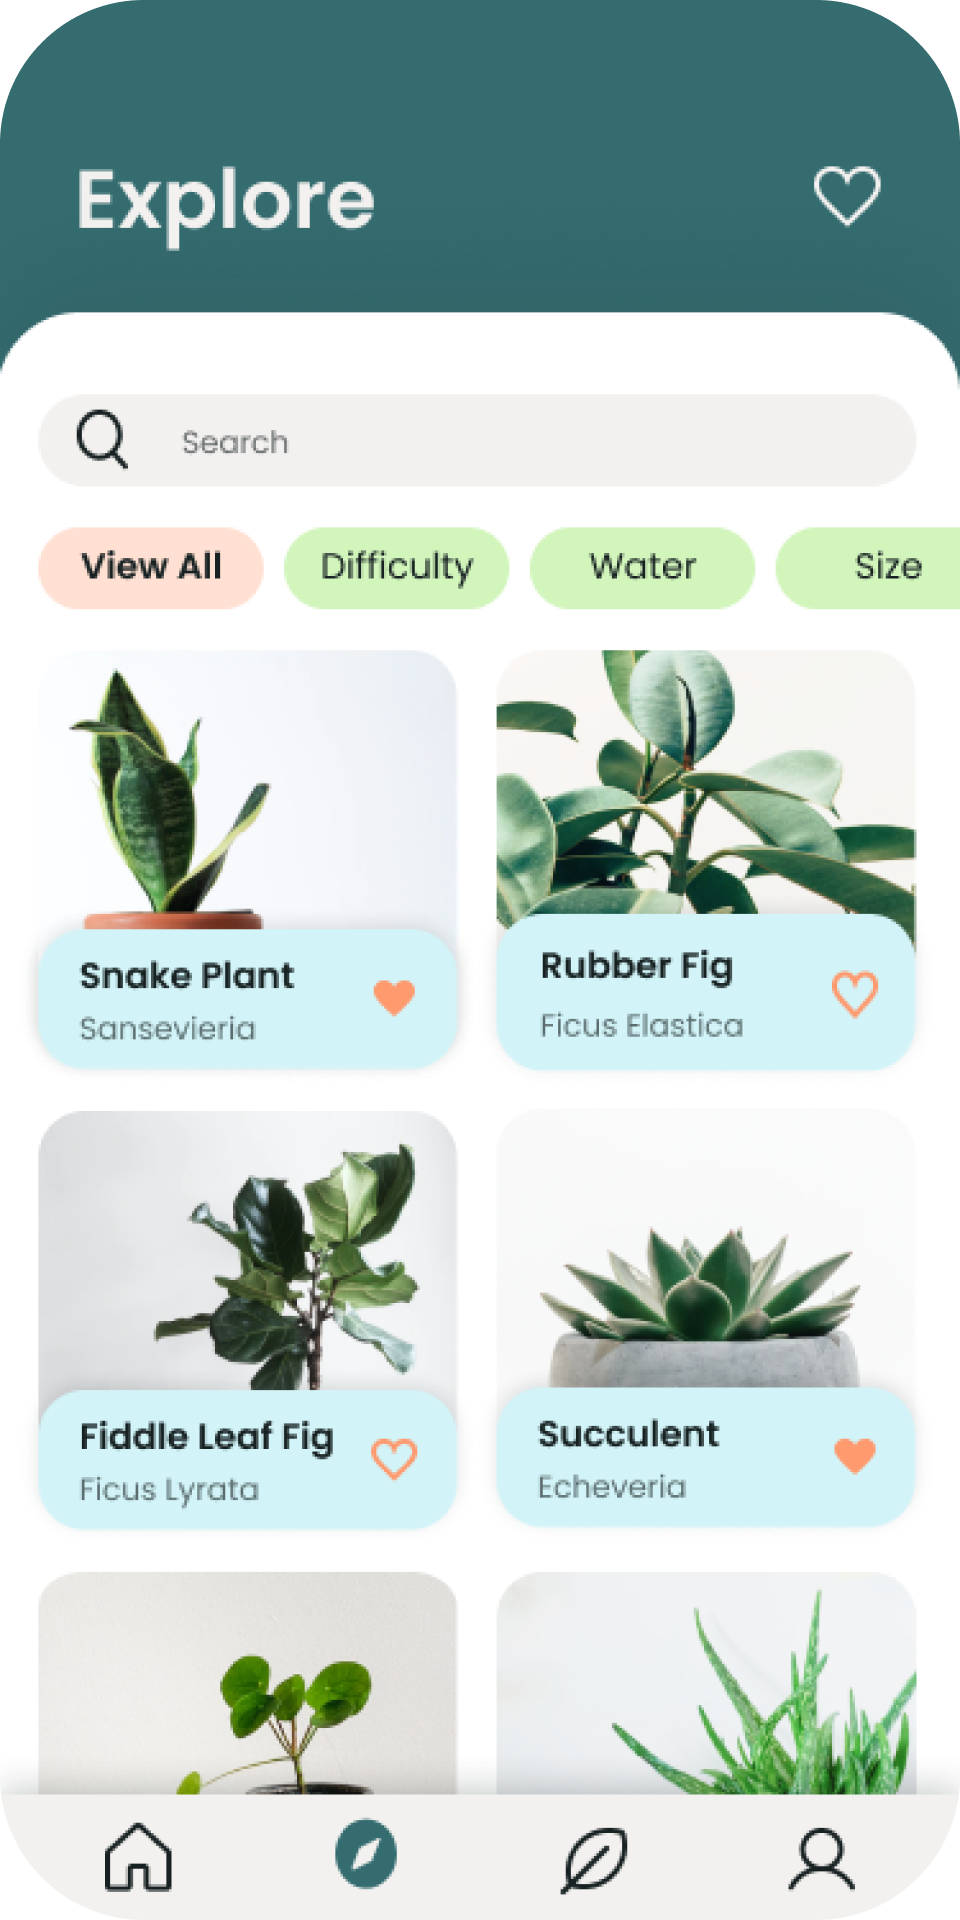 Explore
Search
View All
Difficulty
Water
Size
Snake Plant
Sansevieria
Rubber Fig
Ficus Elastica
Fiddle Leaf Fig
Ficus Lyrata
Succulent
Echeveria